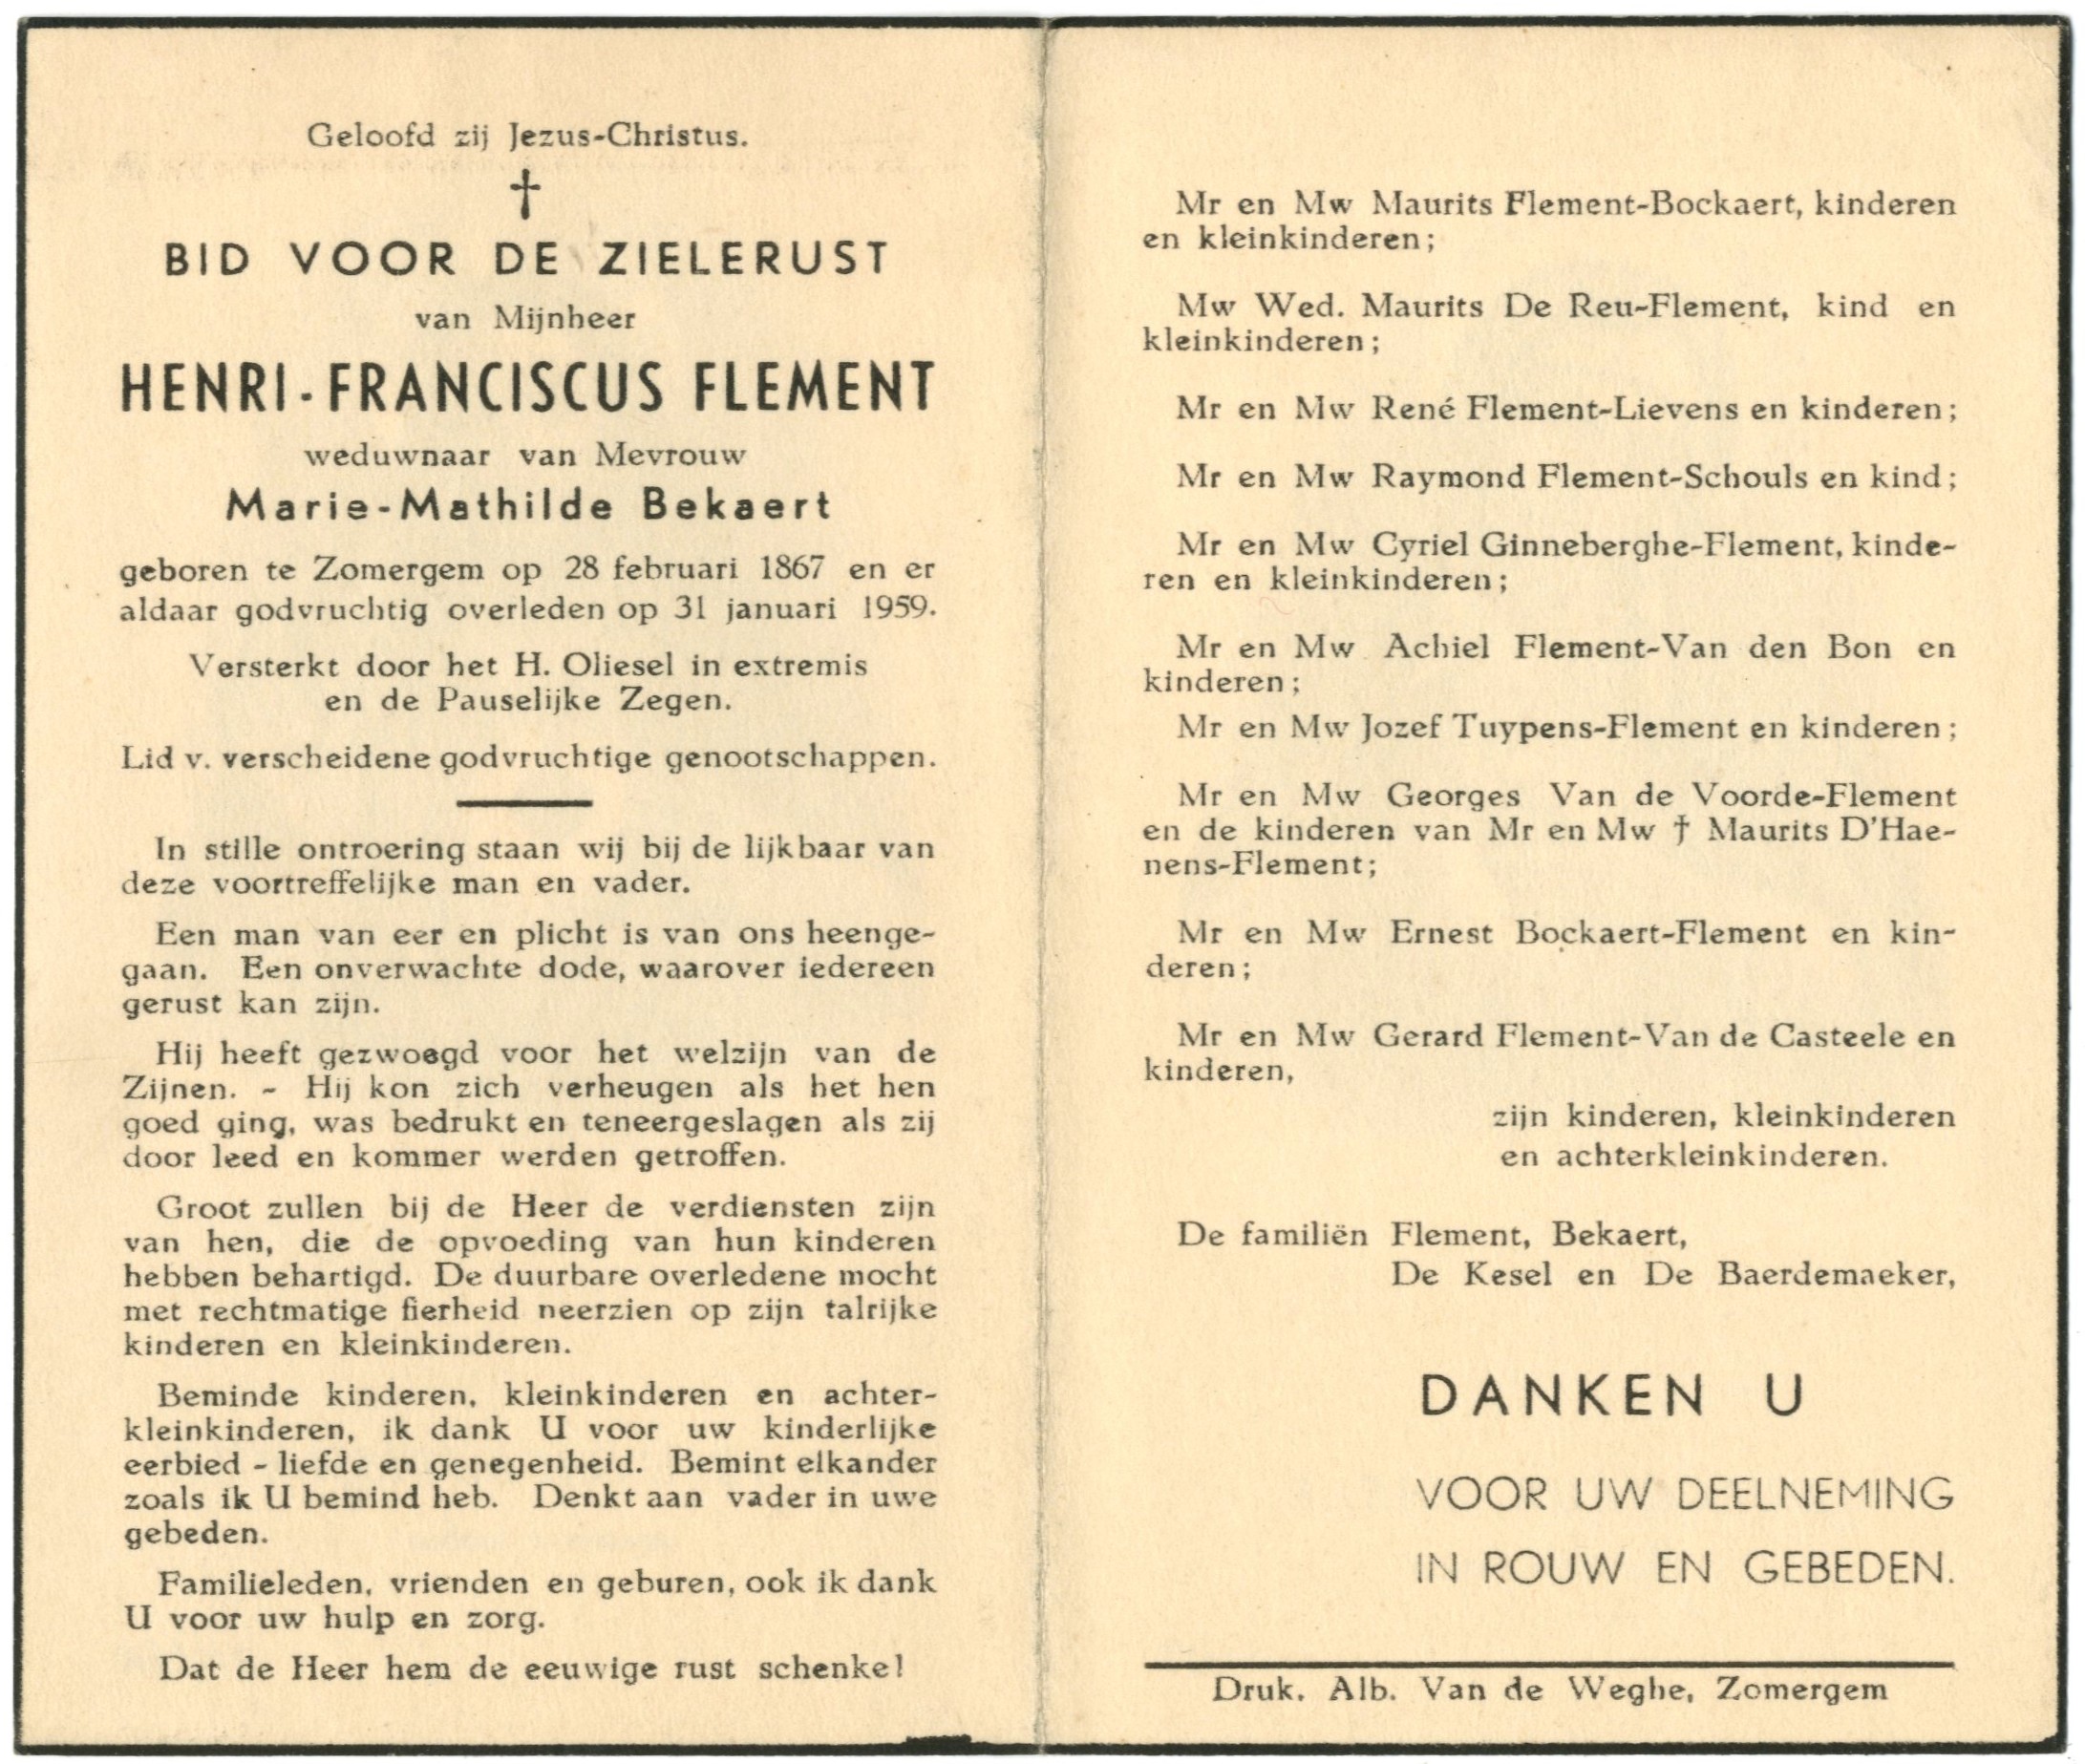 Geloofd zij Jezus-Christus.
†
BID VOOR DE ZIELERUST
van Mijnheer
HENRI-FRANCISCUS FLEMENT
weduwnaar van Mevrouw
Marie-Mathilde Bekaert
geboren te Zomergem op 28 februari 1867 en er
aldaar godvruchtig overleden op 31 januari 1959.
Versterkt door het H. Oliesel in extremis
en de Pauselijke Zegen.
Lid v. verscheidene godvruchtige genootschappen.
In stille ontroering staan wij bij de lijkbaar van
deze voortreffelijke man en vader.
Een man van eer en plicht is van ons heenge-
gaan. Een onverwachte dode, waarover iedereen
gerust kan zijn.
Hij heeft gezwoegd voor het welzijn van de
Zijnen. - Hij kon zich verheugen als het hen
goed ging, was bedrukt en teneergeslagen als zij
door leed en kommer werden getroffen.
Groot zullen bij de Heer de verdiensten zijn
van hen, die de opvoeding van hun kinderen
hebben behartigd. De duurbare overledene mocht
met rechtmatige fierheid neerzien op zijn talrijke
kinderen en kleinkinderen.
Beminde kinderen, kleinkinderen en achter-
kleinkinderen, ik dank U voor uw kinderlijke
eerbied - liefde en genegenheid. Bemint elkander
zoals ik U bemind heb. Denkt aan vader in uwe
gebeden.
Familieleden, vrienden en geburen, ook ik dank
U voor uw hulp en zorg.
Dat de Heer hem de eeuwige rust schenke!
Mr en Mw Maurits Flement-Bockaert, kinderen
en kleinkinderen;
Mw Wed. Maurits De Reu-Flement, kind en
kleinkinderen;
Mr en Mw René Flement-Lievens en kinderen;
Mr en Mw Raymond Flement-Schouls en kind;
Mr en Mw Cyriel Ginneberghe-Flement, kinde-
ren en kleinkinderen;
Mr en Mw Achiel Flement-Van den Bon en
kinderen;
Mr en Mw Jozef Tuypens-Flement en kinderen;
Mr en Mw Georges Van de Voorde-Flement
en de kinderen van Mr en Mw † Maurits D'Hae-
nens-Flement;
Mr en Mw Ernest Bockaert-Flement en kin-
deren;
Mr en Mw Gerard Flement-Van de Casteele en
kinderen,
zijn kinderen, kleinkinderen
en achterkleinkinderen.
De familiën Flement, Bekaert,
De Kesel en De Baerdemaeker,
DANKEN U
VOOR UW DEELNEMING
IN ROUW EN GEBEDEN.
Druk. Alb. Van de Weghe, Zomergem